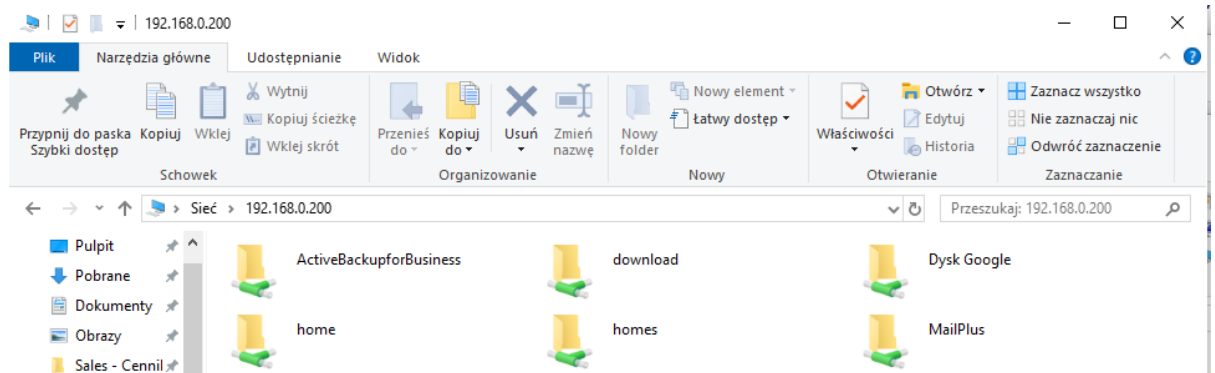 192.168.0.200
Plik Narzędzia główne Udostępnianie Widok
Przypnij do paska
Szybki dostęp
Kopiuj
Wklej
Wytnij
Kopiuj ścieżkę
Wklej skrót
Schowek
Przenieś
do
Kopiuj
do
Usuń
Zmień
nazwę
Organizowanie
Nowy
folder
Nowy element
Łatwy dostęp
Nowy
Właściwości
Otwórz
Edytuj
Historia
Otwieranie
Zaznacz wszystko
Nie zaznaczaj nic
Odwróć zaznaczenie
Zaznaczanie
Sieć 192.168.0.200
Przeszukaj: 192.168.0.200
Pulpit
Pobrane
Dokumenty
Obrazy
Sales - Cennil
ActiveBackupforBusiness
download
Dysk Google
home
homes
MailPlus